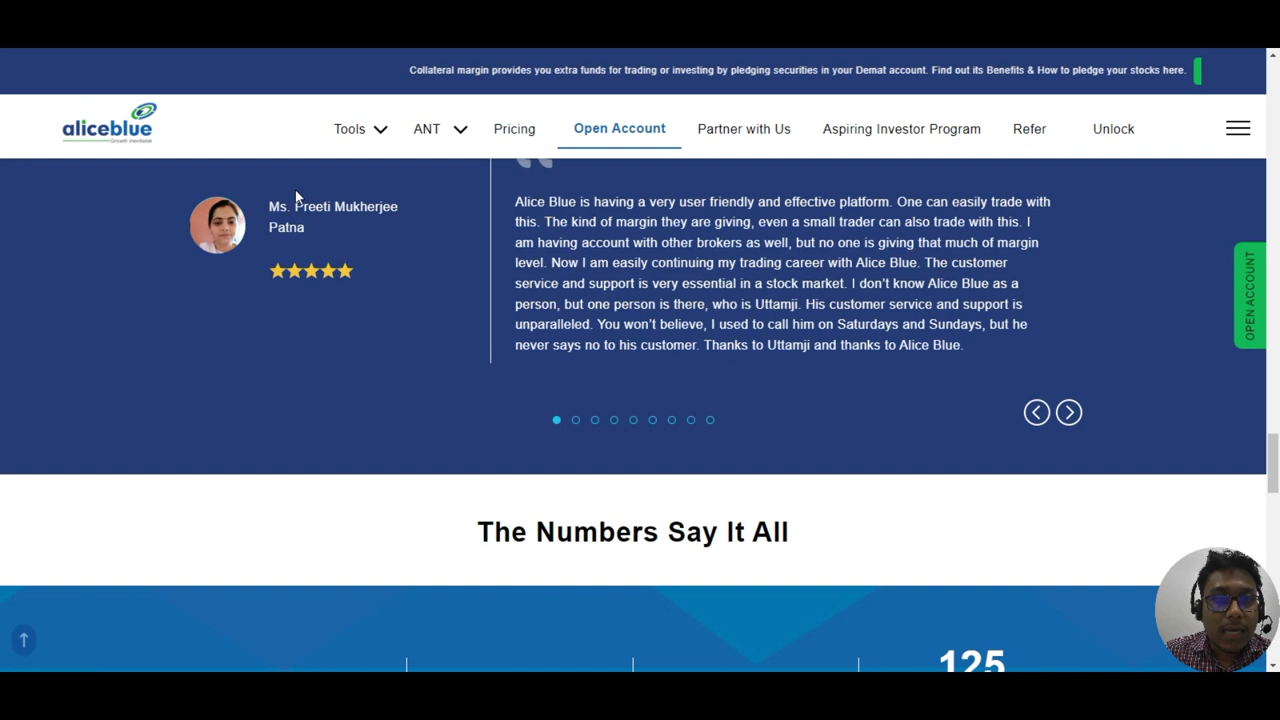 Collateral margin provides you extra funds for trading or investing by pledging securities in your Demat account. Find out its Benefits & How to pledge your stocks here.
aliceblue
Growth Inevitable
Tools
ANT
Pricing
Open Account
Partner with Us
Aspiring Investor Program
Refer
Unlock
Ms. Preeti Mukherjee
Patna
Alice Blue is having a very user friendly and effective platform. One can easily trade with
this. The kind of margin they are giving, even a small trader can also trade with this. I
am having account with other brokers as well, but no one is giving that much of margin
level. Now I am easily continuing my trading career with Alice Blue. The customer
service and support is very essential in a stock market. I don’t know Alice Blue as a
person, but one person is there, who is Uttamji. His customer service and support is
unparalleled. You won’t believe, I used to call him on Saturdays and Sundays, but he
never says no to his customer. Thanks to Uttamji and thanks to Alice Blue.
OPEN ACCOUNT
The Numbers Say It All
125